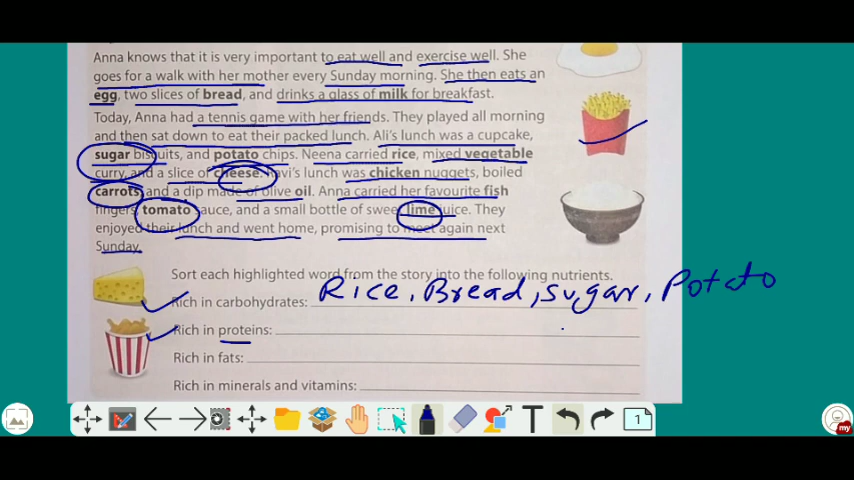 Anna knows that it is very important to eat well and exercise well. She
goes for a walk with her mother every Sunday morning. She then eats an
egg, two slices of bread, and drinks a glass of milk for breakfast.
Today, Anna had a tennis game with her friends. They played all morning
and then sat down to eat their packed lunch. Ali's lunch was a cupcake,
sugar biscuits, and potato chips. Neena carried rice, mixed vegetable
curry, and a slice of cheese. Ravi's lunch was chicken nuggets, boiled
carrots, and a dip made of olive oil. Anna carried her favourite fish
fingers, tomato sauce, and a small bottle of sweet lime juice. They
enjoyed their lunch and went home, promising to meet again next
Sunday.
Sort each highlighted word from the story into the following nutrients.
Rich in carbohydrates: Rice, Bread, sugar, Potato
Rich in proteins:
Rich in fats:
Rich in minerals and vitamins:
T
1
my